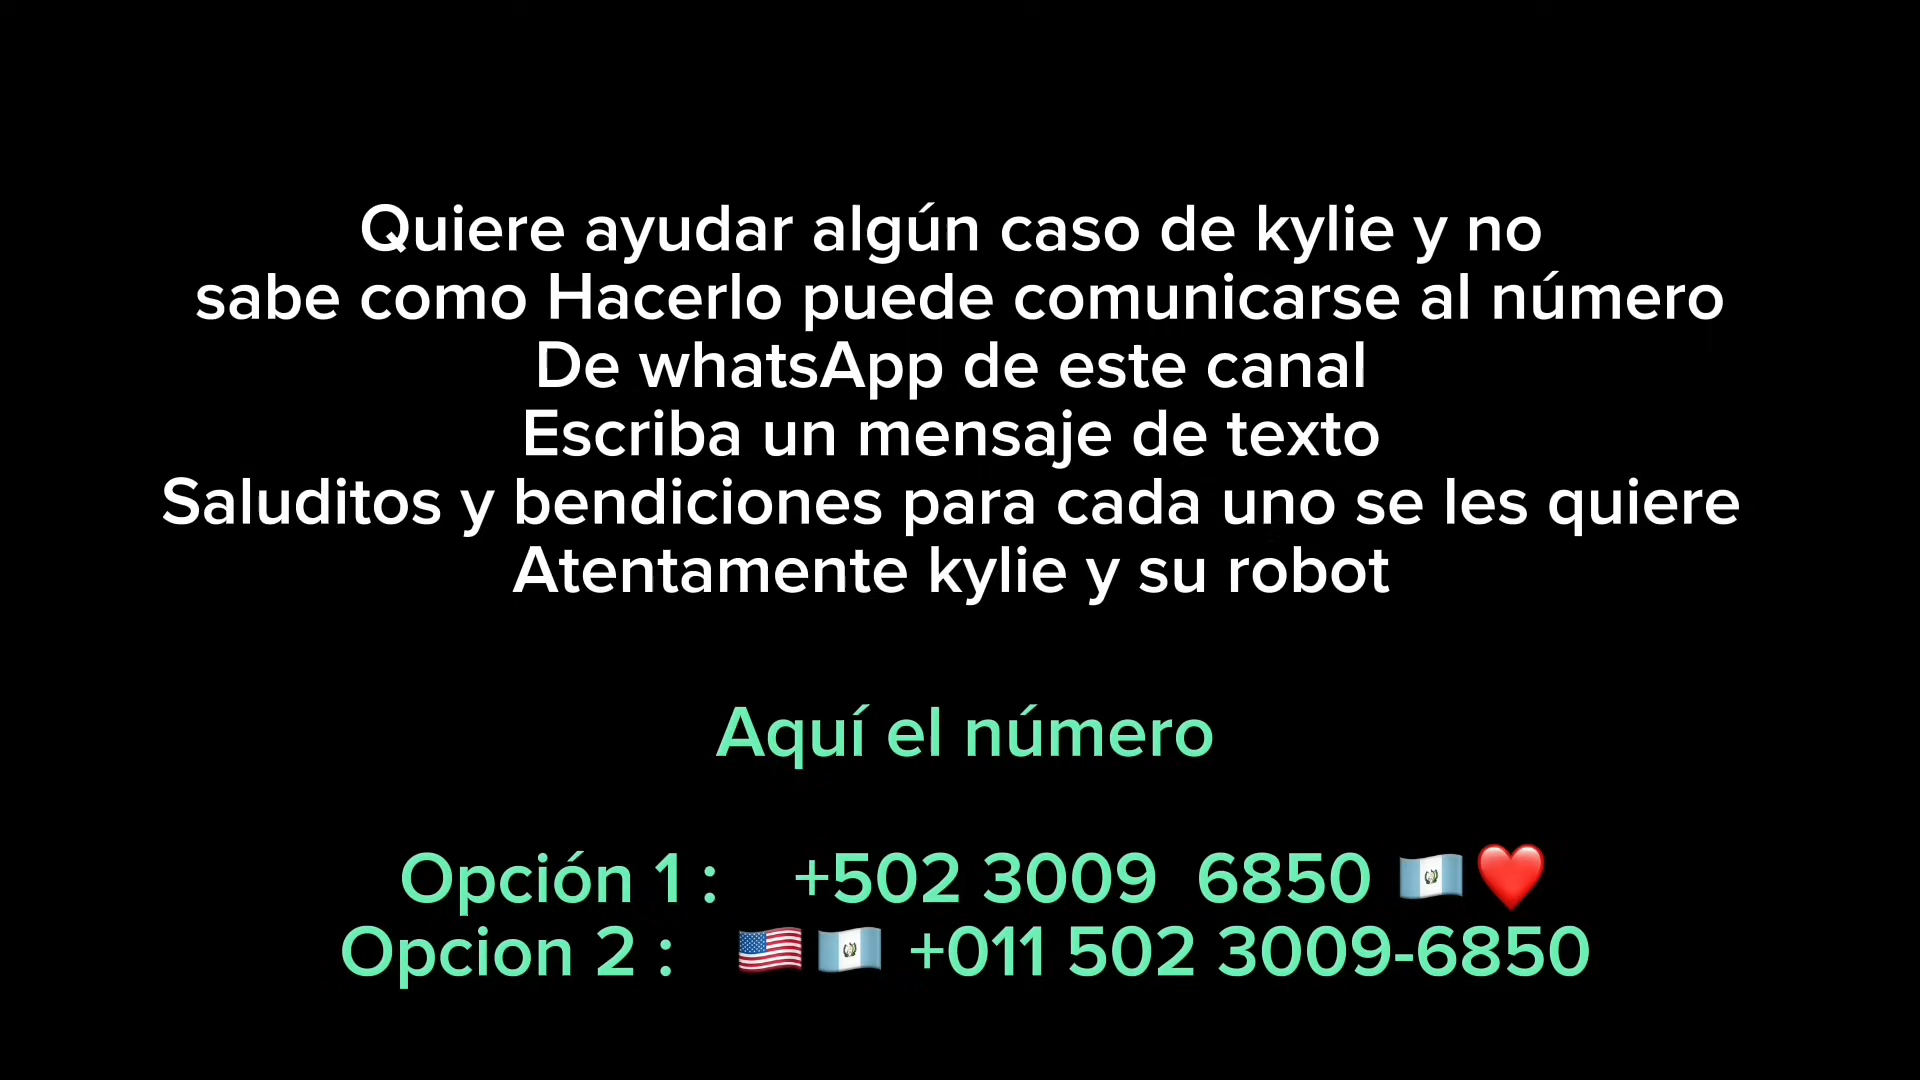 Quiere ayudar algún caso de kylie y no
sabe como Hacerlo puede comunicarse al número
De whatsApp de este canal
Escriba un mensaje de texto
Saluditos y bendiciones para cada uno se les quiere
Atentamente kylie y su robot
Aquí el número
Opción 1 : +502 3009 6850 🇬🇹❤️
Opcion 2 : 🇺🇸🇬🇹 +011 502 3009-6850